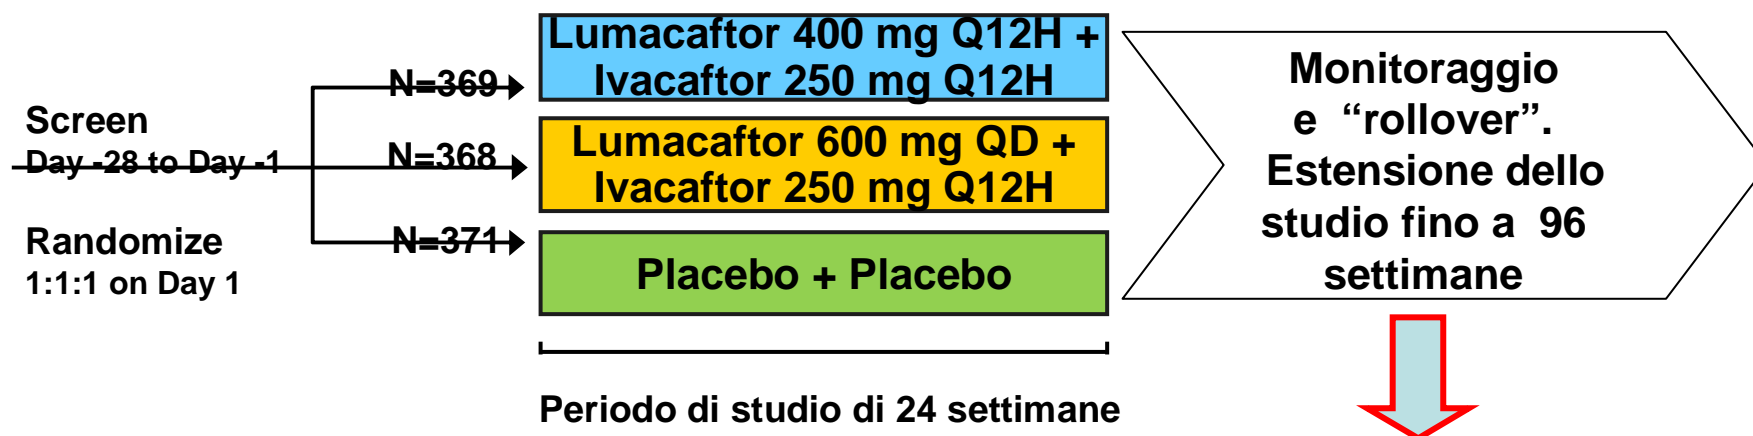 Screen
Day -28 to Day -1
Randomize
1:1:1 on Day 1
N=369
N=368
N=371
Lumacaftor 400 mg Q12H +
Ivacaftor 250 mg Q12H
Lumacaftor 600 mg QD +
Ivacaftor 250 mg Q12H
Placebo + Placebo
Periodo di studio di 24 settimane
Monitoraggio
e “rollover”.
Estensione dello
studio fino a 96
settimane